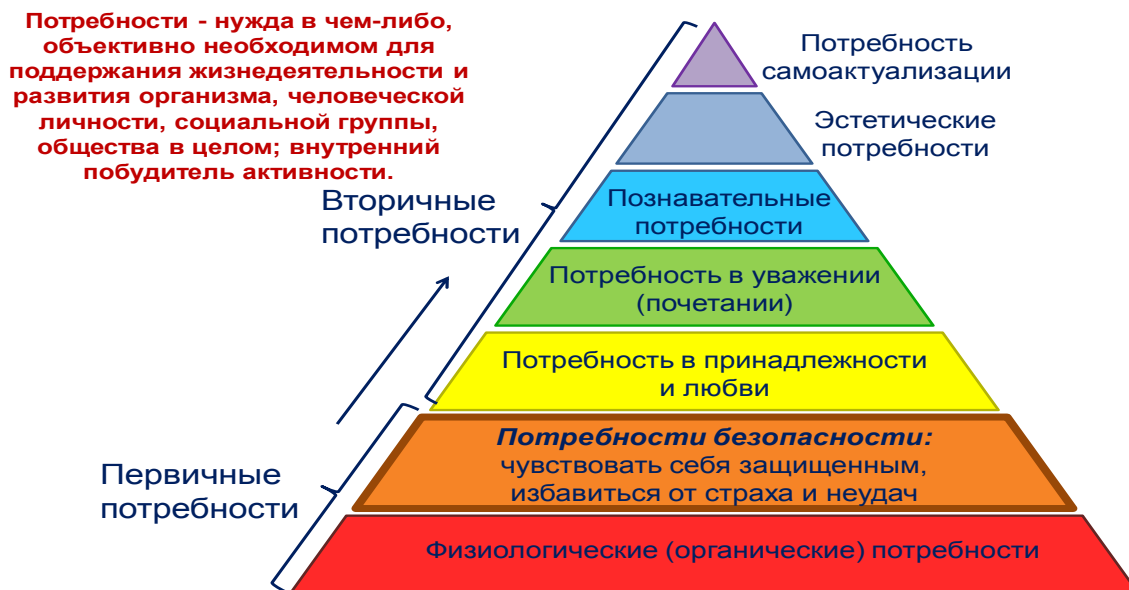 Потребности - нужда в чем-либо,
объективно необходимом для
поддержания жизнедеятельности и
развития организма, человеческой
личности, социальной группы,
общества в целом; внутренний
побудитель активности.
Потребность
самоактуализации
Эстетические
потребности
Вторичные
потребности
Познавательные
потребности
Потребность в уважении
(почетании)
Потребность в принадлежности
и любви
Первичные
потребности
Потребности безопасности:
чувствовать себя защищенным,
избавиться от страха и неудач
Физиологические (органические) потребности